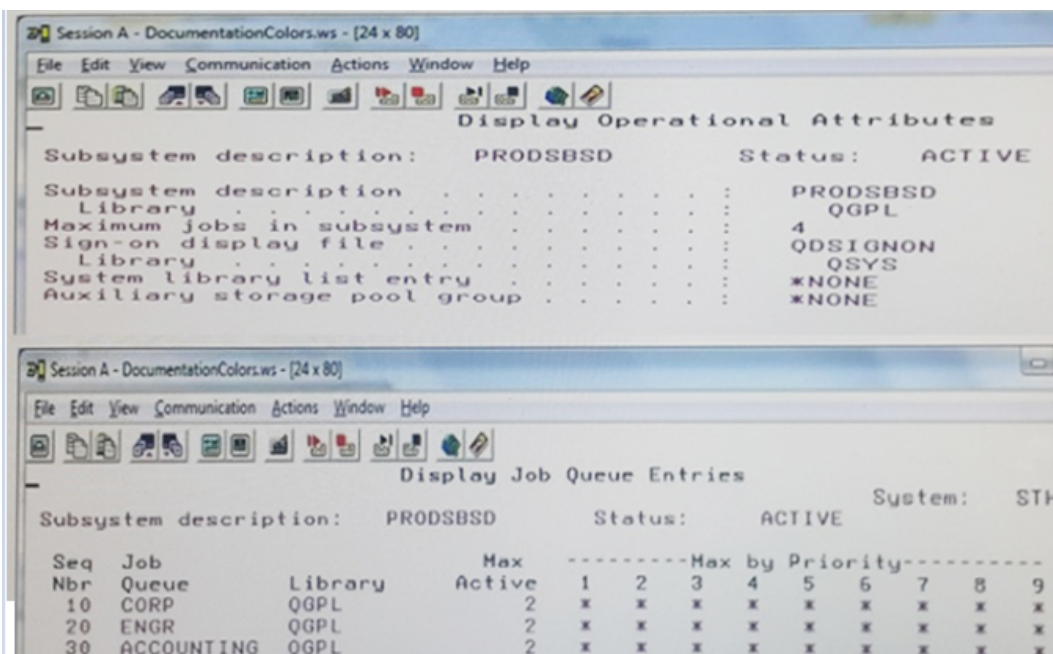 Session A - DocumentationColors.ws - [24 x 80]
File Edit View Communication Actions Window Help
Display Operational Attributes
Subsystem description: PRODSBSD Status: ACTIVE
Subsystem description . . . . . . . . : PRODSBSD
Library . . . . . . . . . . . . . : QGPL
Maximum jobs in subsystem . . . . . . : 4
Sign-on display file . . . . . . . . . : QDSIGNON
Library . . . . . . . . . . . . . : QSYS
System library list entry . . . . . . : *NONE
Auxiliary storage pool group . . . . . : *NONE
Session A - DocumentationColors.ws - [24 x 80]
File Edit View Communication Actions Window Help
Display Job Queue Entries
System:
Subsystem description: PRODSBSD Status: ACTIVE
Seq Job Max ---------Max by Priority----------
Nbr Queue Library Active 1 2 3 4 5 6 7 8 9
10 CORP QGPL 2 * * * * * * * * *
20 ENGR QGPL 2 * * * * * * * * *
30 ACCOUNTING QGPL 2 * * * * * * * * *